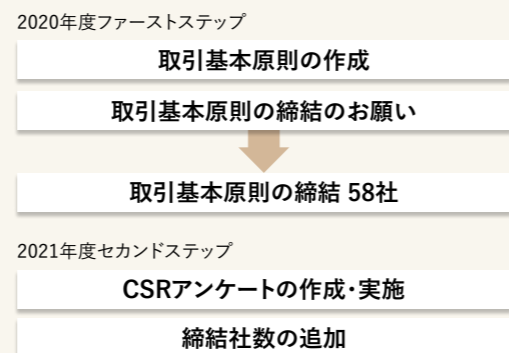 2020年度ファーストステップ
取引基本原則の作成
取引基本原則の締結のお願い
取引基本原則の締結 58社
2021年度セカンドステップ
CSRアンケートの作成・実施
締結社数の追加